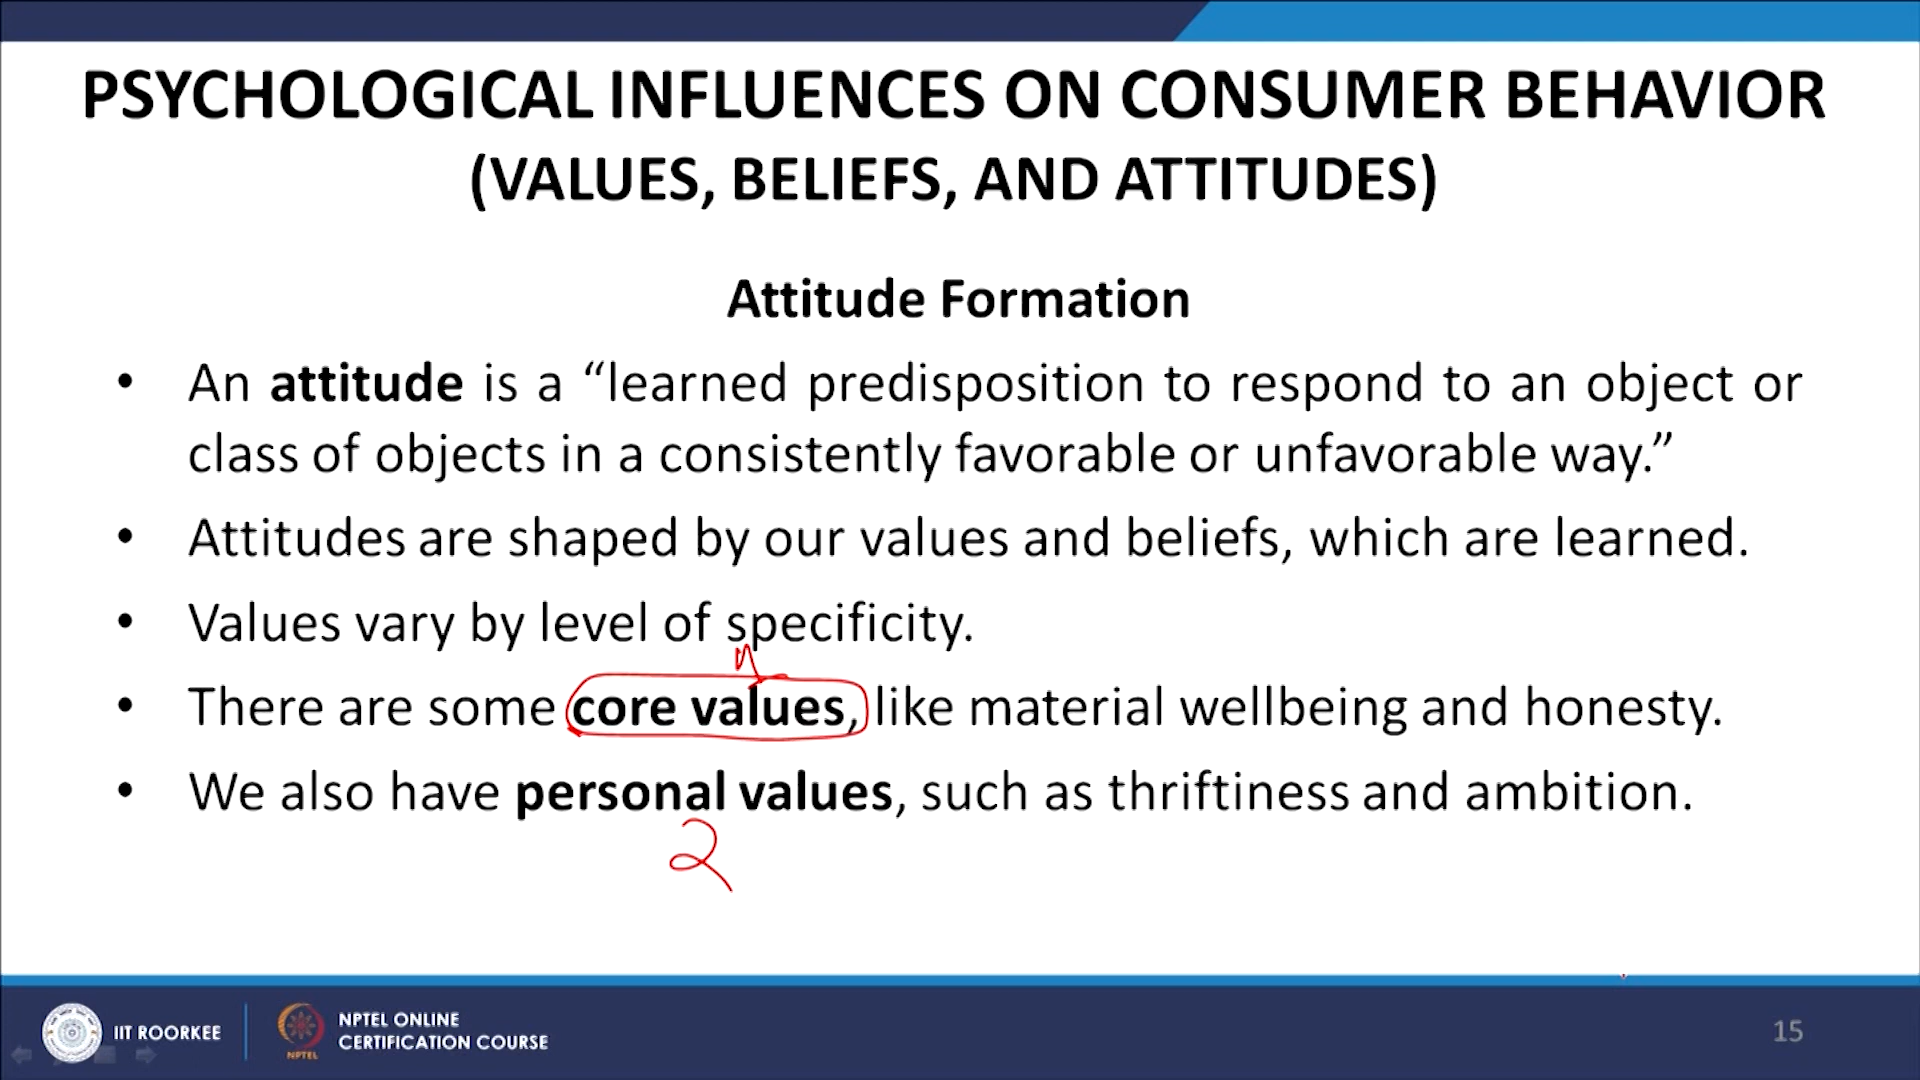 PSYCHOLOGICAL INFLUENCES ON CONSUMER BEHAVIOR
(VALUES, BELIEFS, AND ATTITUDES)
Attitude Formation
• An attitude is a “learned predisposition to respond to an object or
class of objects in a consistently favorable or unfavorable way.”
• Attitudes are shaped by our values and beliefs, which are learned.
• Values vary by level of specificity.
• There are some core values, like material wellbeing and honesty.
• We also have personal values, such as thriftiness and ambition.
2
IIT ROORKEE
NPTEL
NPTEL ONLINE
CERTIFICATION COURSE
15